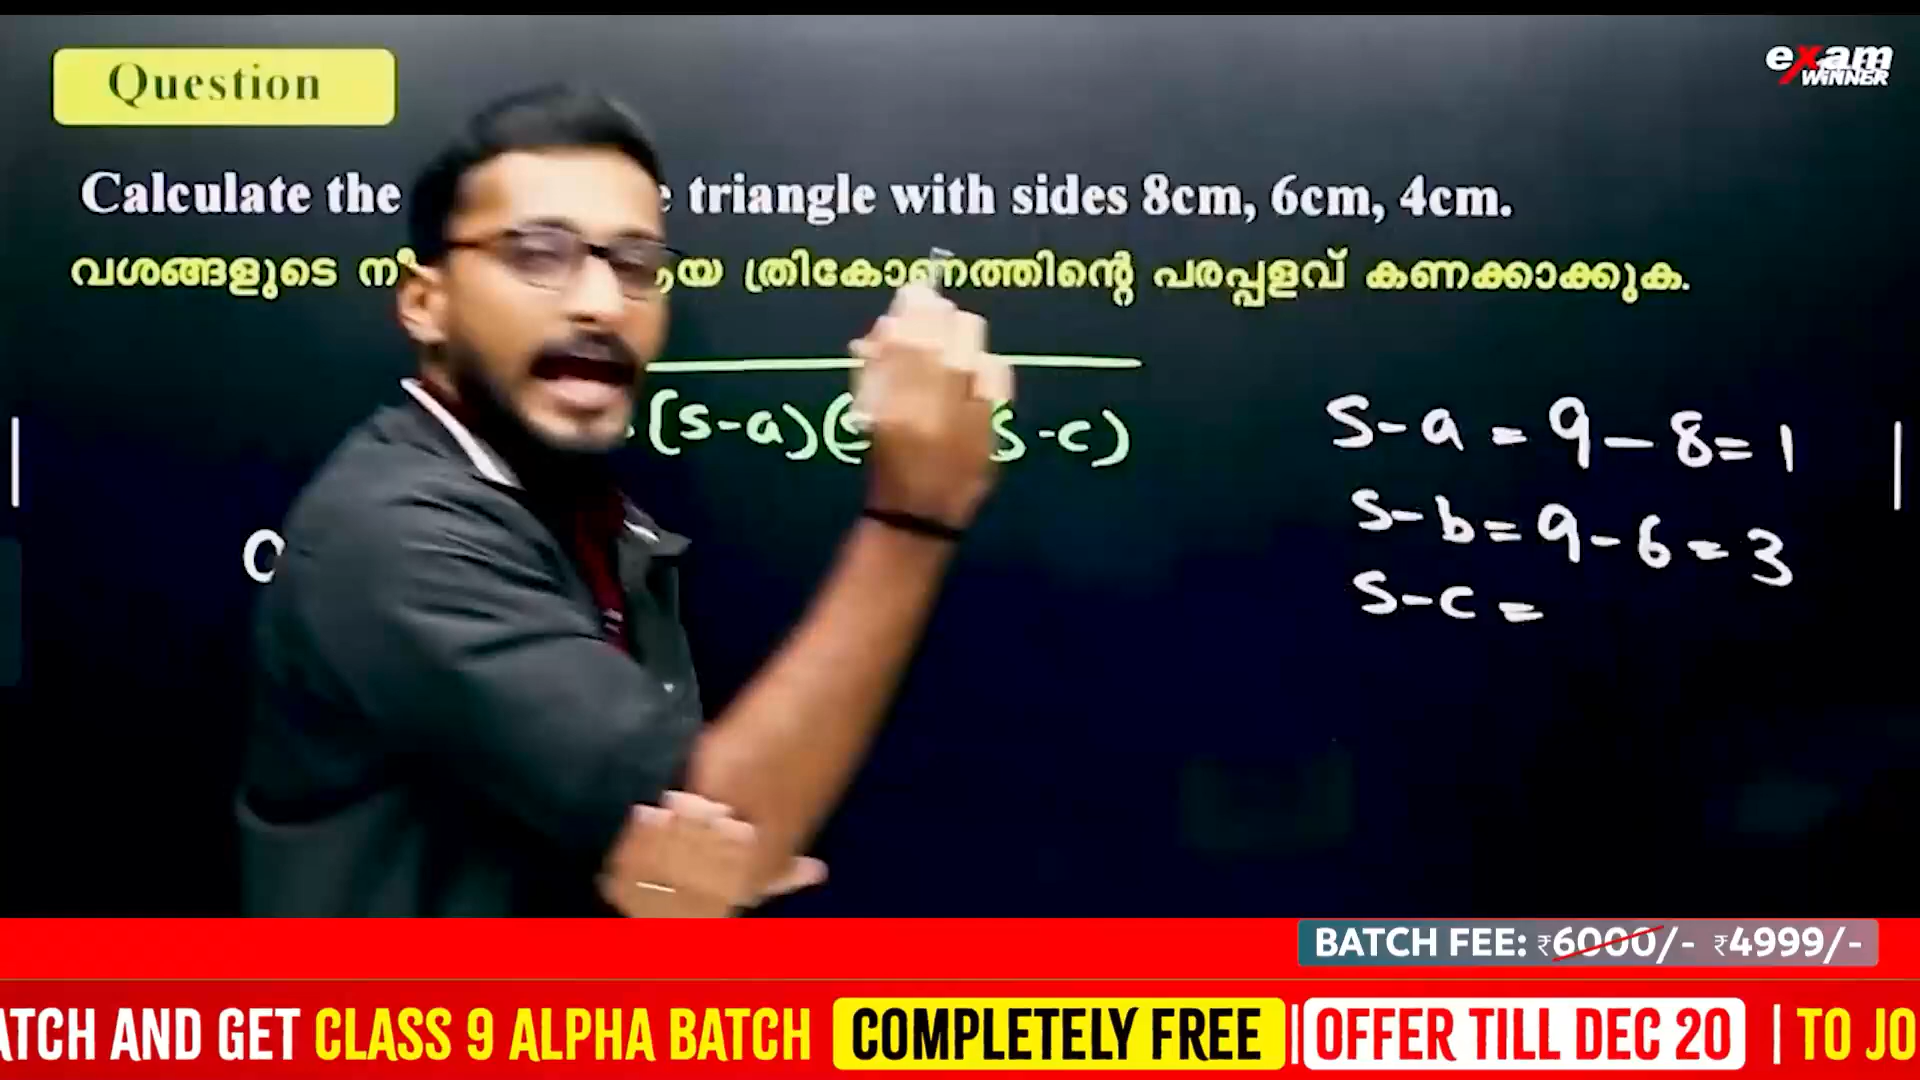 Question
exam
WINNER
Calculate the triangle with sides 8cm, 6cm, 4cm.
വശങ്ങളുടെ ത്രികോണത്തിന്റെ പരപ്പളവ് കണക്കാക്കുക.
(s-a)( s-c)
s-a = 9-8=1
s-b=9-6=3
s-c =
BATCH FEE: ₹6000/- ₹4999/-
AND GET CLASS 9 ALPHA BATCH COMPLETELY FREE | OFFER TILL DEC 20 | TO